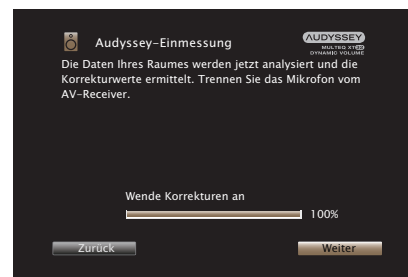 Audyssey-Einmessung
AUDYSSEY
MULTEQ XT32
DYNAMIC VOLUME
Die Daten Ihres Raumes werden jetzt analysiert und die
Korrekturwerte ermittelt. Trennen Sie das Mikrofon vom
AV-Receiver.
Wende Korrekturen an
100%
Zurück
Weiter